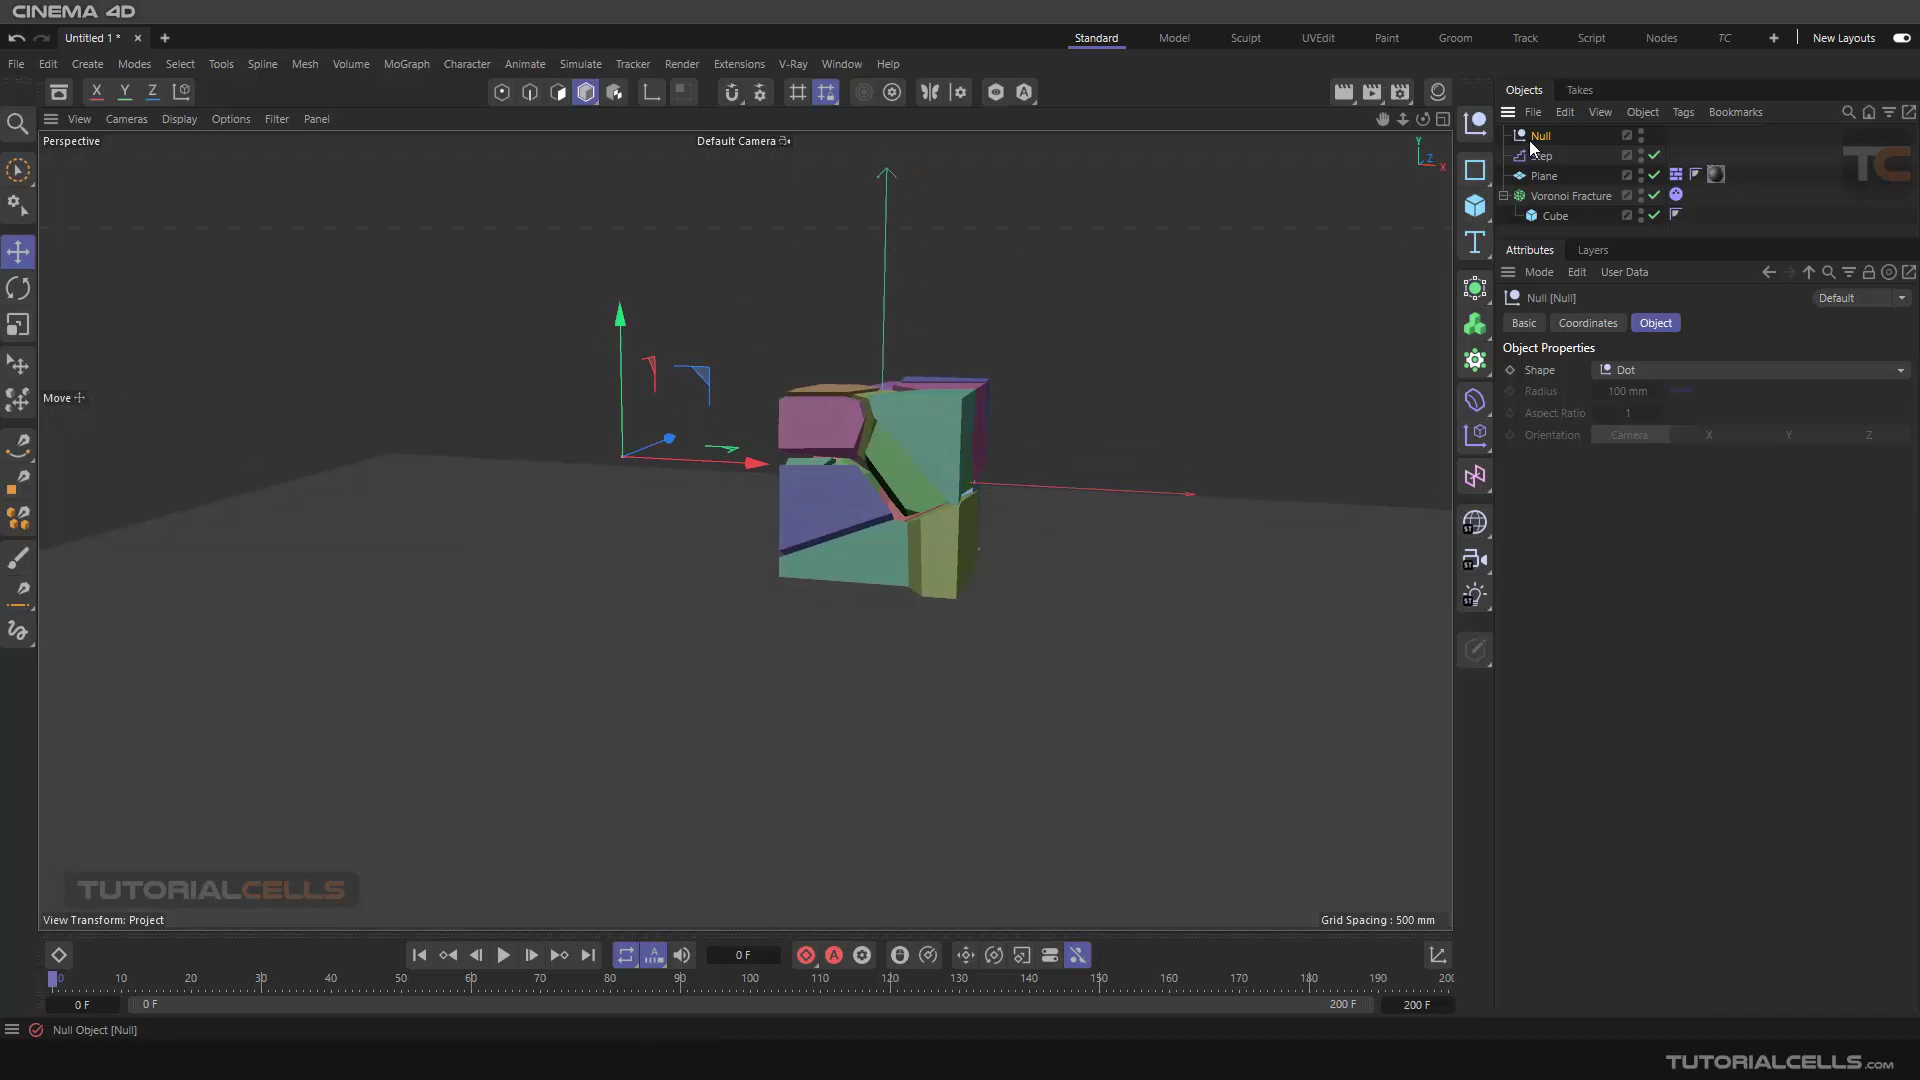 CINEMA 4D
Untitled 1 * × +
Standard Model Sculpt UVEdit Paint Groom Track Script Nodes TC + New Layouts
File Edit Create Modes Select Tools Spline Mesh Volume MoGraph Character Animate Simulate Tracker Render Extensions V-Ray Window Help
X Y Z
Objects Takes
File Edit View Object Tags Bookmarks
View Cameras Display Options Filter Panel
Perspective
Default Camera
Y
Z
X
Null
Plane
Voronoi Fracture
Cube
TC
Attributes Layers
Mode Edit User Data
Null [Null]
Default
Basic Coordinates Object
Object Properties
Shape Dot
Radius 100 mm
Aspect Ratio 1
Orientation Camera X Y Z
Move
TUTORIALCELLS
View Transform: Project
Grid Spacing : 500 mm
0 F
0 10 20 30 40 50 60 70 80 90 100 110 120 130 140 150 160 170 180 190
0 F 0 F 200 F 200 F
Null Object [Null]
TUTORIALCELLS.COM